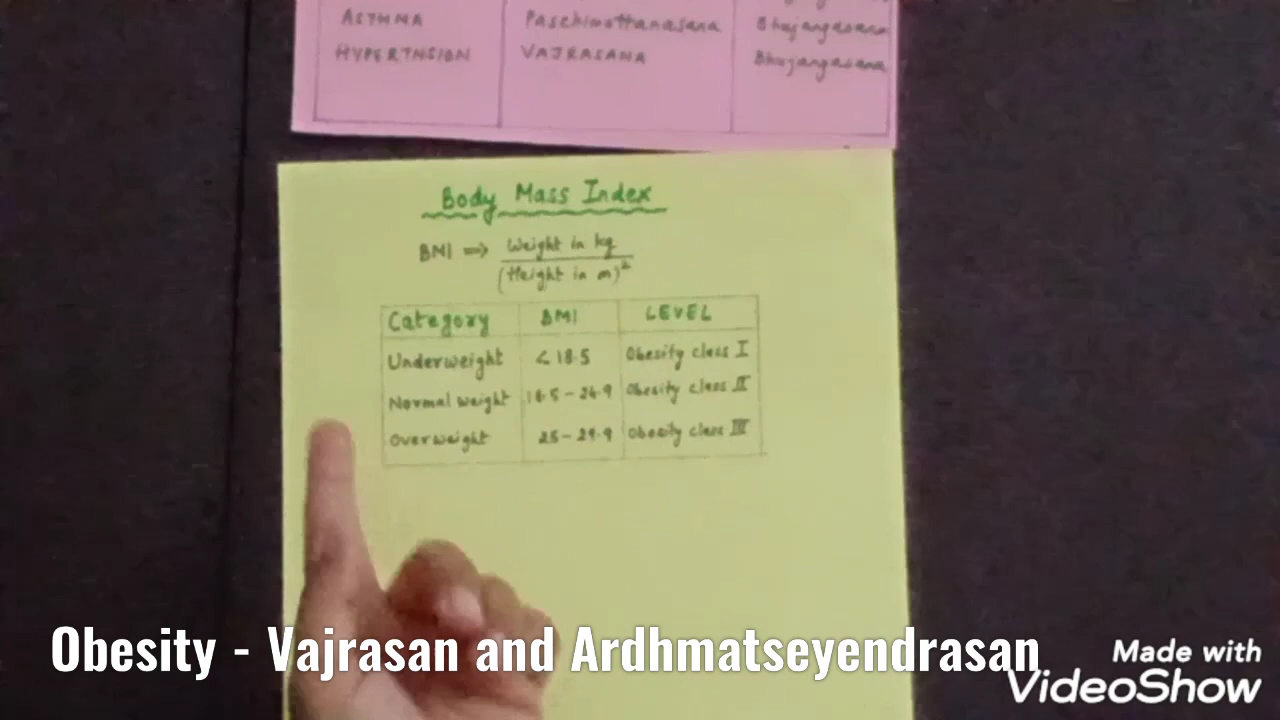 ASTHMA Paschimottanasana Bhujangasana
HYPERTNSION VAJRASANA Bhujangasana
Body Mass Index
BMI ⇒ Weight in kg
(Height in m)²
Category BMI LEVEL
Underweight < 18.5 Obesity class I
Normal weight 18.5 - 24.9 Obesity class II
Overweight 25 - 29.9 Obesity class III
Obesity - Vajrasan and Ardhmatseyendrasan
Made with
VideoShow